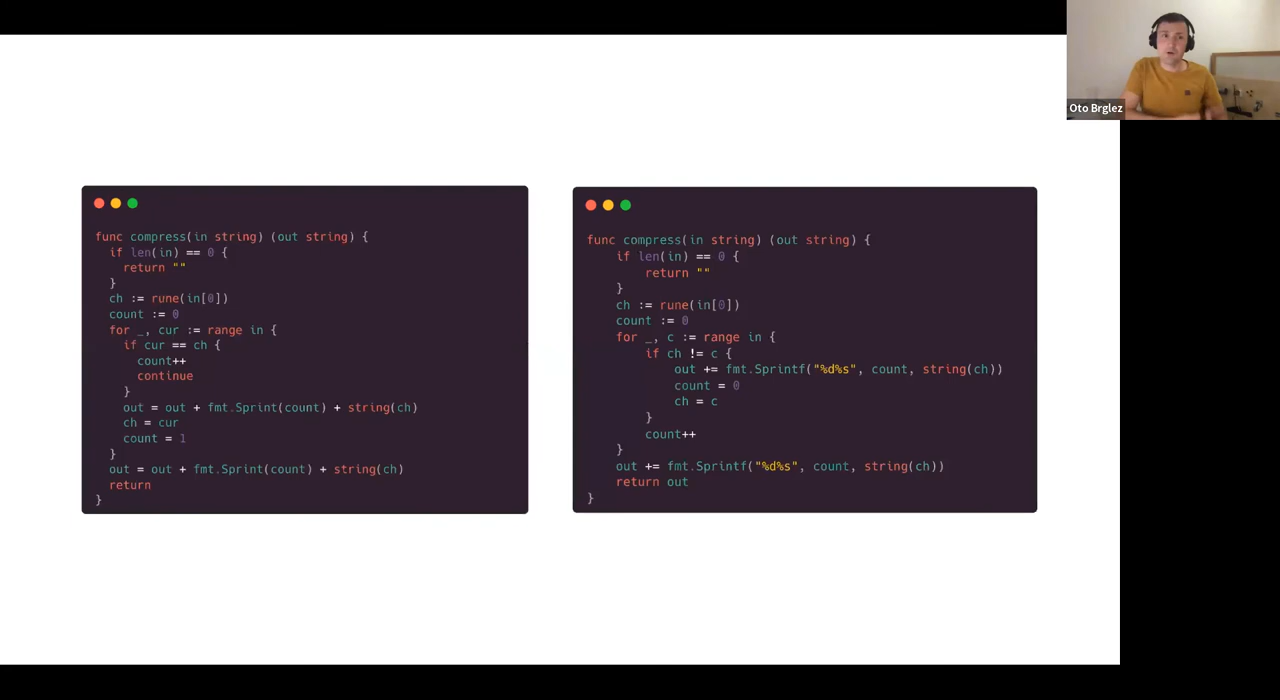 Oto Brglez
func compress(in string) (out string) {
  if len(in) == 0 {
    return ""
  }
  ch := rune(in[0])
  count := 0
  for _, cur := range in {
    if cur == ch {
      count++
      continue
    }
    out = out + fmt.Sprint(count) + string(ch)
    ch = cur
    count = 1
  }
  out = out + fmt.Sprint(count) + string(ch)
  return
}
func compress(in string) (out string) {
    if len(in) == 0 {
        return ""
    }
    ch := rune(in[0])
    count := 0
    for _, c := range in {
        if ch != c {
            out += fmt.Sprintf("%d%s", count, string(ch))
            count = 0
            ch = c
        }
        count++
    }
    out += fmt.Sprintf("%d%s", count, string(ch))
    return out
}